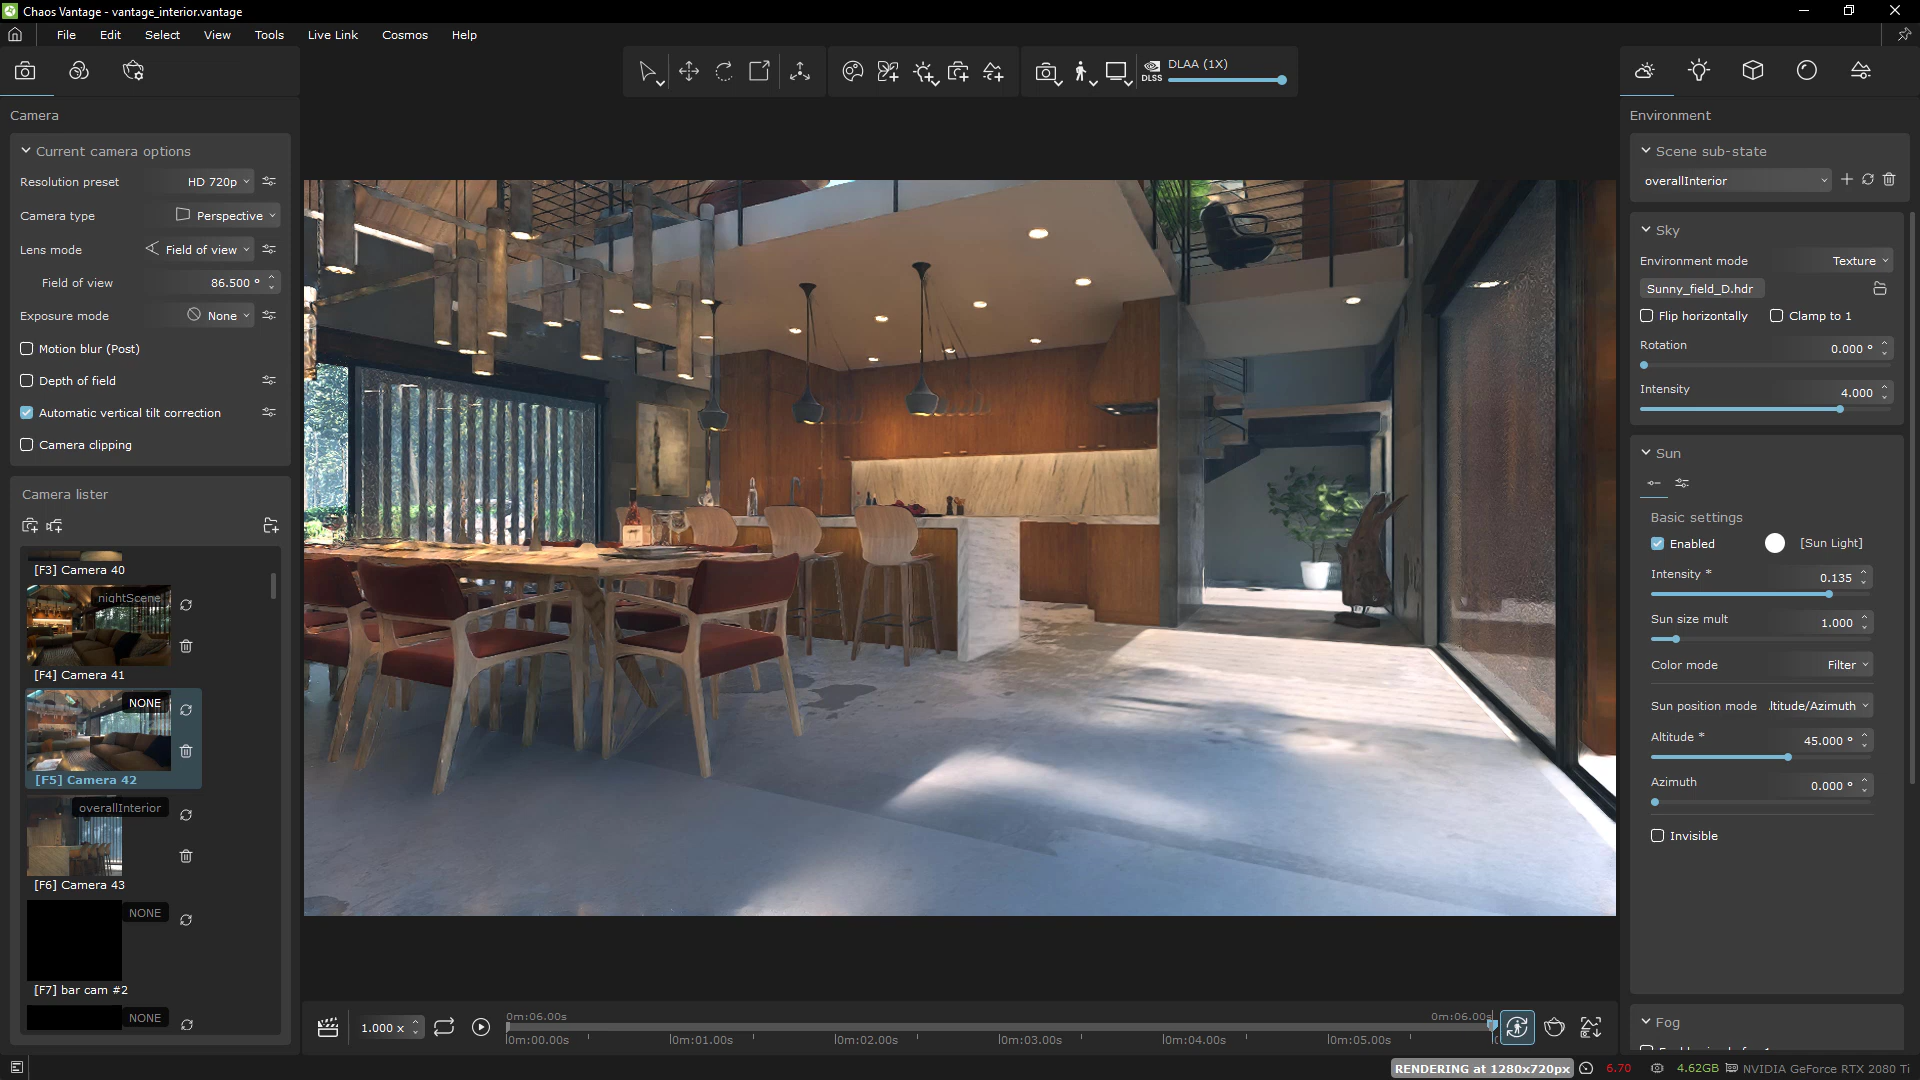 Chaos Vantage - vantage_interior.vantage
File Edit Select View Tools Live Link Cosmos Help
DLSS
DLAA (1X)
Camera
Current camera options
Resolution preset HD 720p
Camera type Perspective
Lens mode Field of view
Field of view 86.500 °
Exposure mode None
Motion blur (Post)
Depth of field
Automatic vertical tilt correction
Camera clipping
Camera lister
[F3] Camera 40
nightScene
[F4] Camera 41
NONE
[F5] Camera 42
overallInterior
[F6] Camera 43
NONE
[F7] bar cam #2
NONE
Environment
Scene sub-state
overallInterior
Sky
Environment mode Texture
Sunny_field_D.hdr
Flip horizontally Clamp to 1
Rotation 0.000 °
Intensity 4.000
Sun
Basic settings
Enabled [Sun Light]
Intensity * 0.135
Sun size mult 1.000
Color mode Filter
Sun position mode ltitude/Azimuth
Altitude * 45.000 °
Azimuth 0.000 °
Invisible
Fog
1.000 x
0m:06.00s 0m:06.00s
0m:00.00s 0m:01.00s 0m:02.00s 0m:03.00s 0m:04.00s 0m:05.00s
RENDERING at 1280x720px 6.70 4.62GB NVIDIA GeForce RTX 2080 Ti